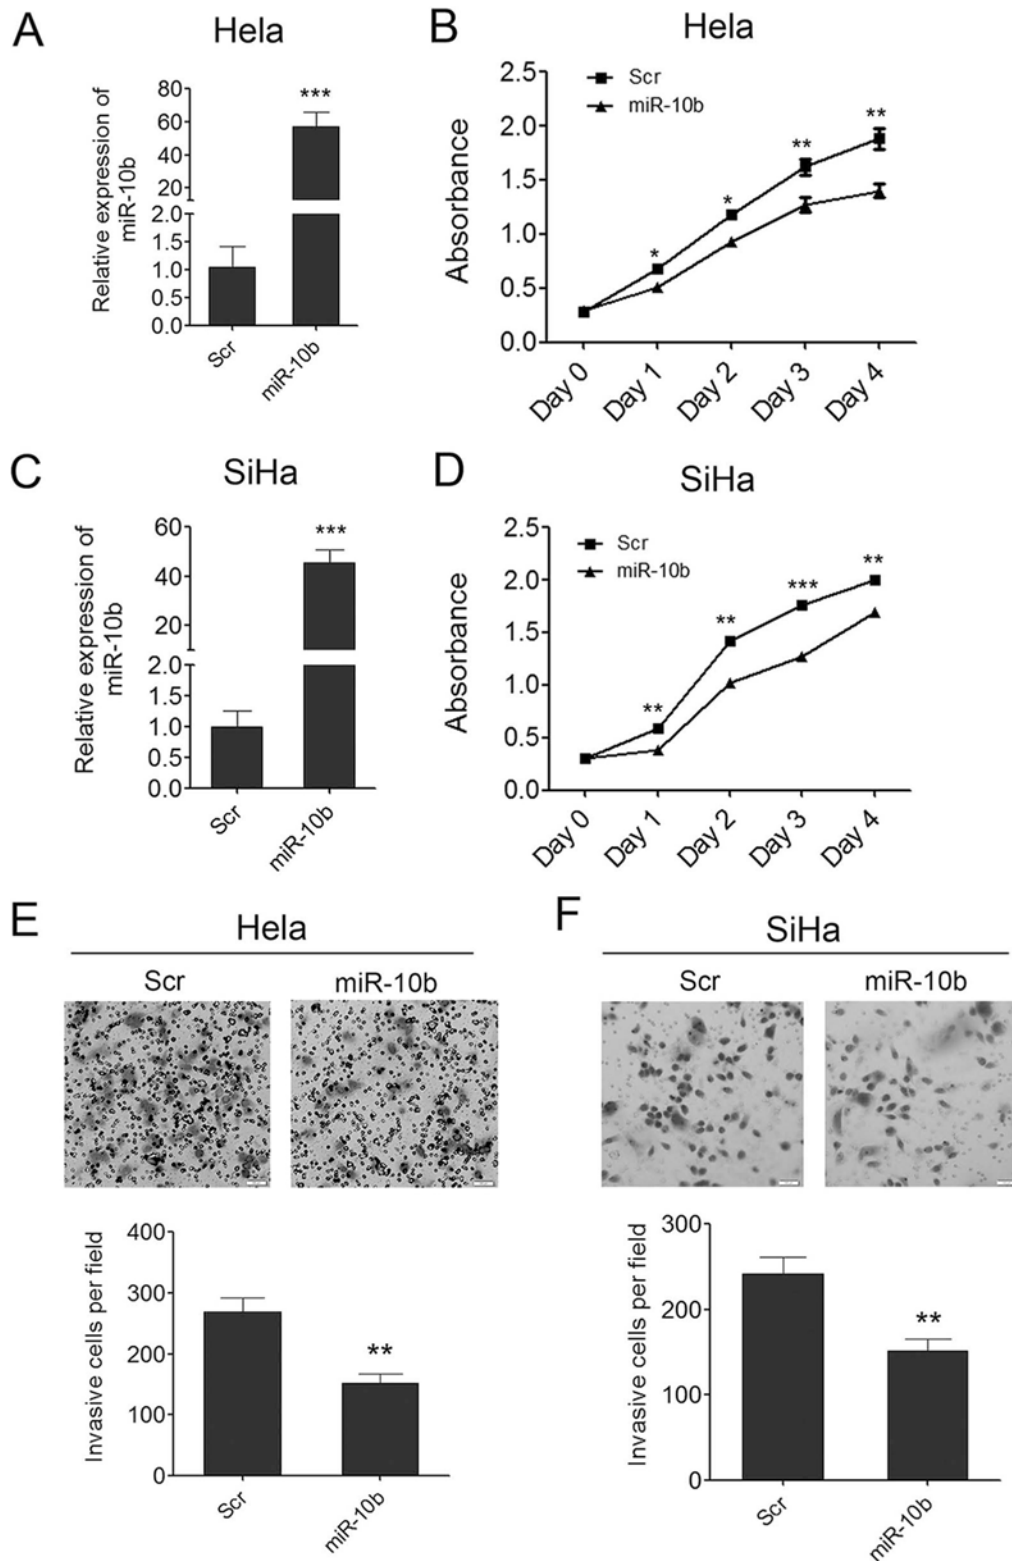 A
Hela
Relative expression of
miR-10b
80
60
40
20
2.0
1.5
1.0
0.5
0.0
***
Scr
miR-10b
B
Hela
Absorbance
2.5
2.0
1.5
1.0
0.5
0.0
Scr
miR-10b
*
*
**
**
Day 0
Day 1
Day 2
Day 3
Day 4
C
SiHa
Relative expression of
miR-10b
60
40
20
2.0
1.5
1.0
0.5
0.0
***
Scr
miR-10b
D
SiHa
Absorbance
2.5
2.0
1.5
1.0
0.5
0.0
Scr
miR-10b
**
**
***
**
Day 0
Day 1
Day 2
Day 3
Day 4
E
Hela
Scr
miR-10b
Invasive cells per field
400
300
200
100
0
**
Scr
miR-10b
F
SiHa
Scr
miR-10b
Invasive cells per field
300
200
100
0
**
Scr
miR-10b